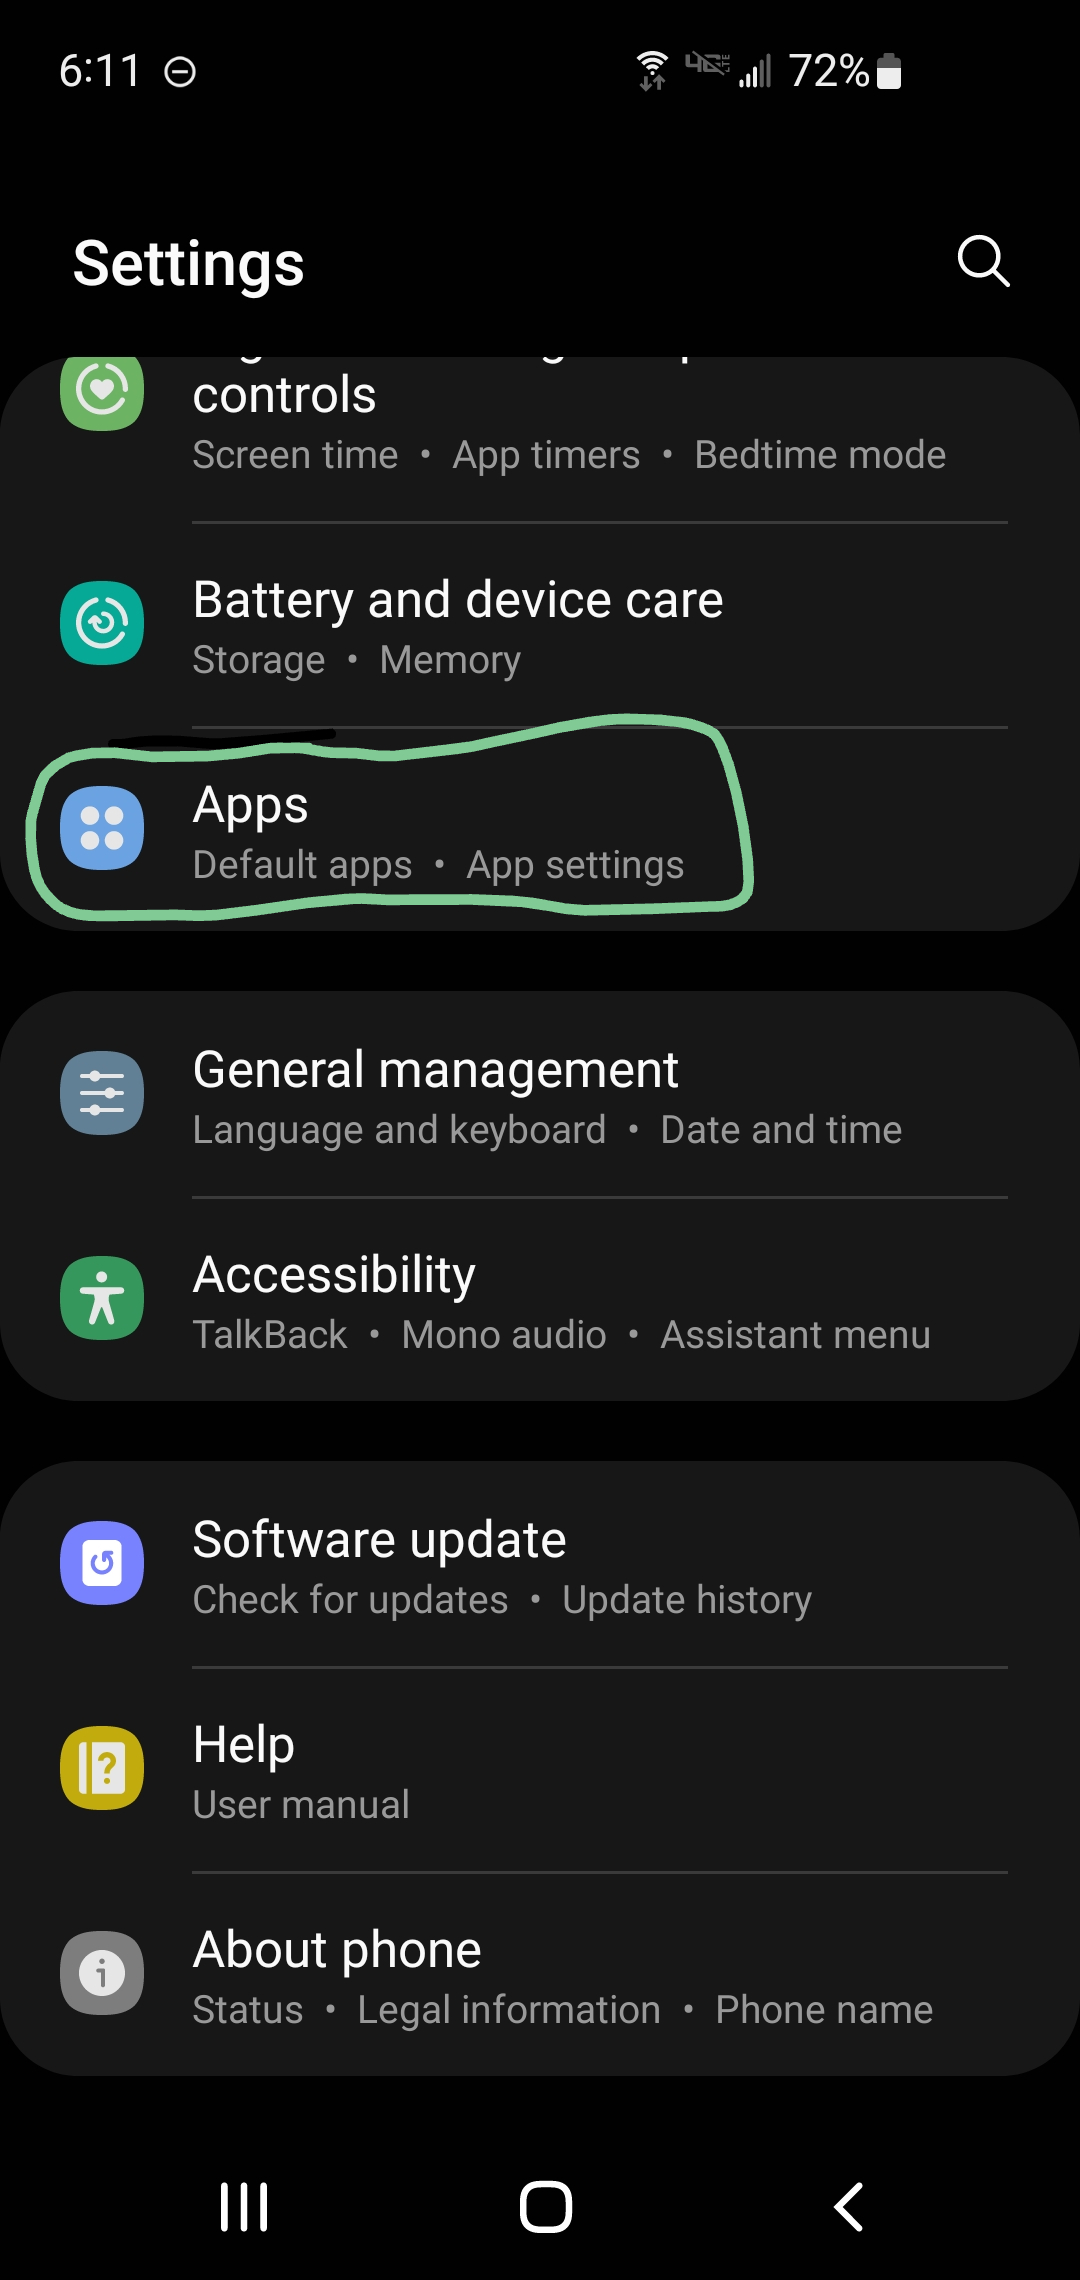 6:11
72%
Settings
controls
Screen time • App timers • Bedtime mode
Battery and device care
Storage • Memory
Apps
Default apps • App settings
General management
Language and keyboard • Date and time
Accessibility
TalkBack • Mono audio • Assistant menu
Software update
Check for updates • Update history
Help
User manual
About phone
Status • Legal information • Phone name